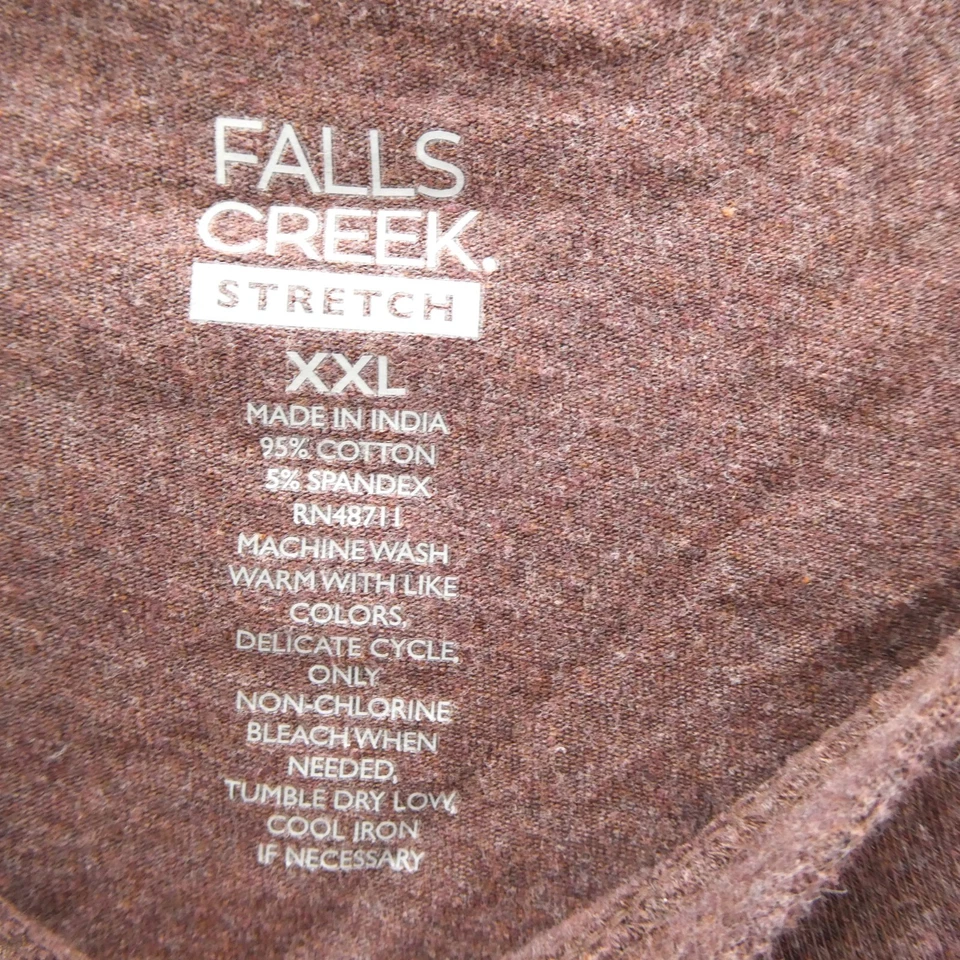 FALLS
CREEK.
STRETCH
XXL
MADE IN INDIA
95% COTTON
5% SPANDEX
RN48711
MACHINE WASH
WARM WITH LIKE
COLORS,
DELICATE CYCLE,
ONLY
NON-CHLORINE
BLEACH WHEN
NEEDED,
TUMBLE DRY LOW,
COOL IRON
IF NECESSARY